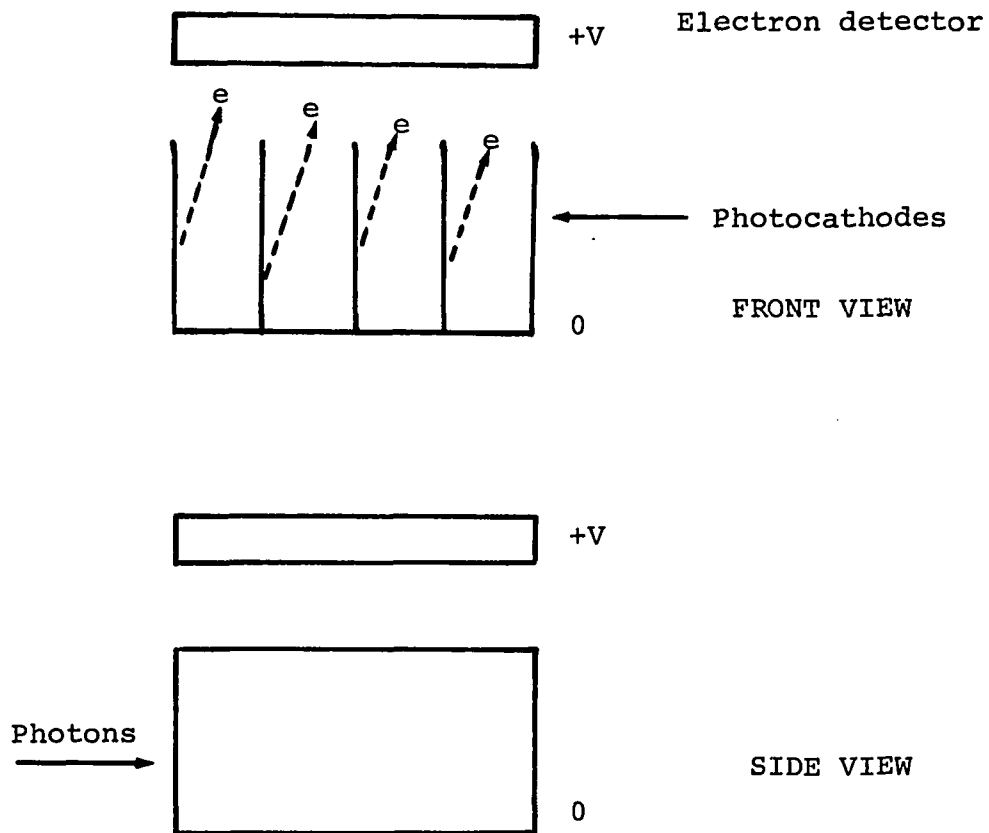 +V Electron detector
e
e
e
e
Photocathodes
FRONT VIEW
0
+V
Photons
SIDE VIEW
0